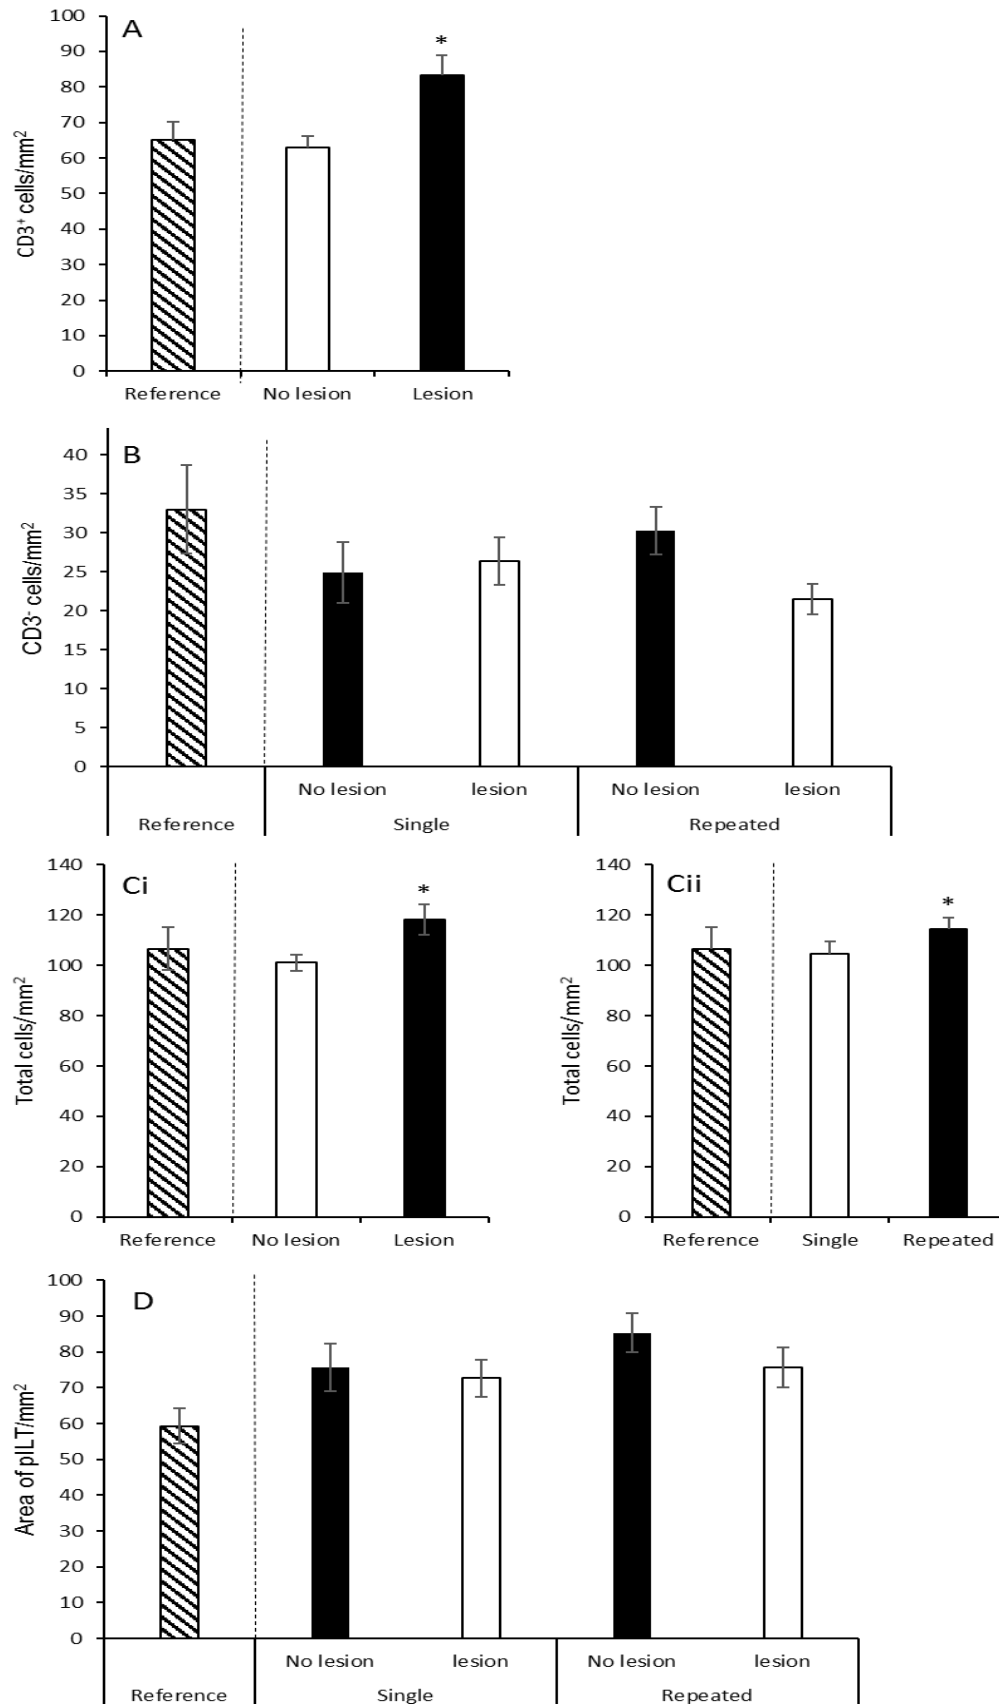 A
100
90
80
70
60
50
40
30
20
10
0
CD3⁺ cells/mm²
*
Reference No lesion Lesion
B
40
35
30
25
20
15
10
5
0
CD3⁻ cells/mm²
No lesion lesion No lesion lesion
Reference Single Repeated
Ci
140
120
100
80
60
40
20
0
Total cells/mm²
*
Reference No lesion Lesion
Cii
140
120
100
80
60
40
20
0
Total cells/mm²
*
Reference Single Repeated
D
100
90
80
70
60
50
40
30
20
10
0
Area of pILT/mm²
No lesion lesion No lesion lesion
Reference Single Repeated